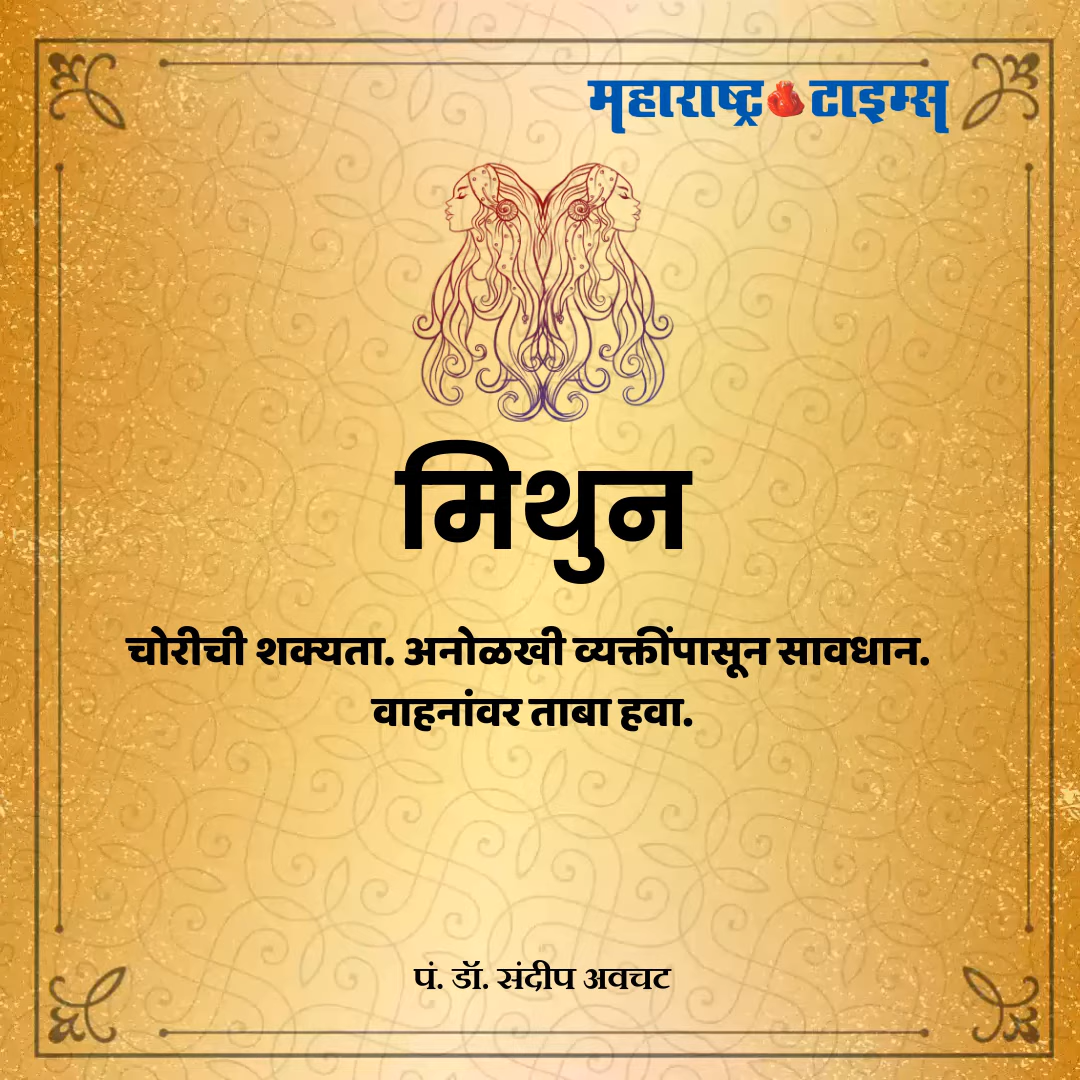 महाराष्ट्र टाइम्स
मिथुन
चोरीची शक्यता. अनोळखी व्यक्तींपासून सावधान.
वाहनांवर ताबा हवा.
पं. डॉ. संदीप अवचट